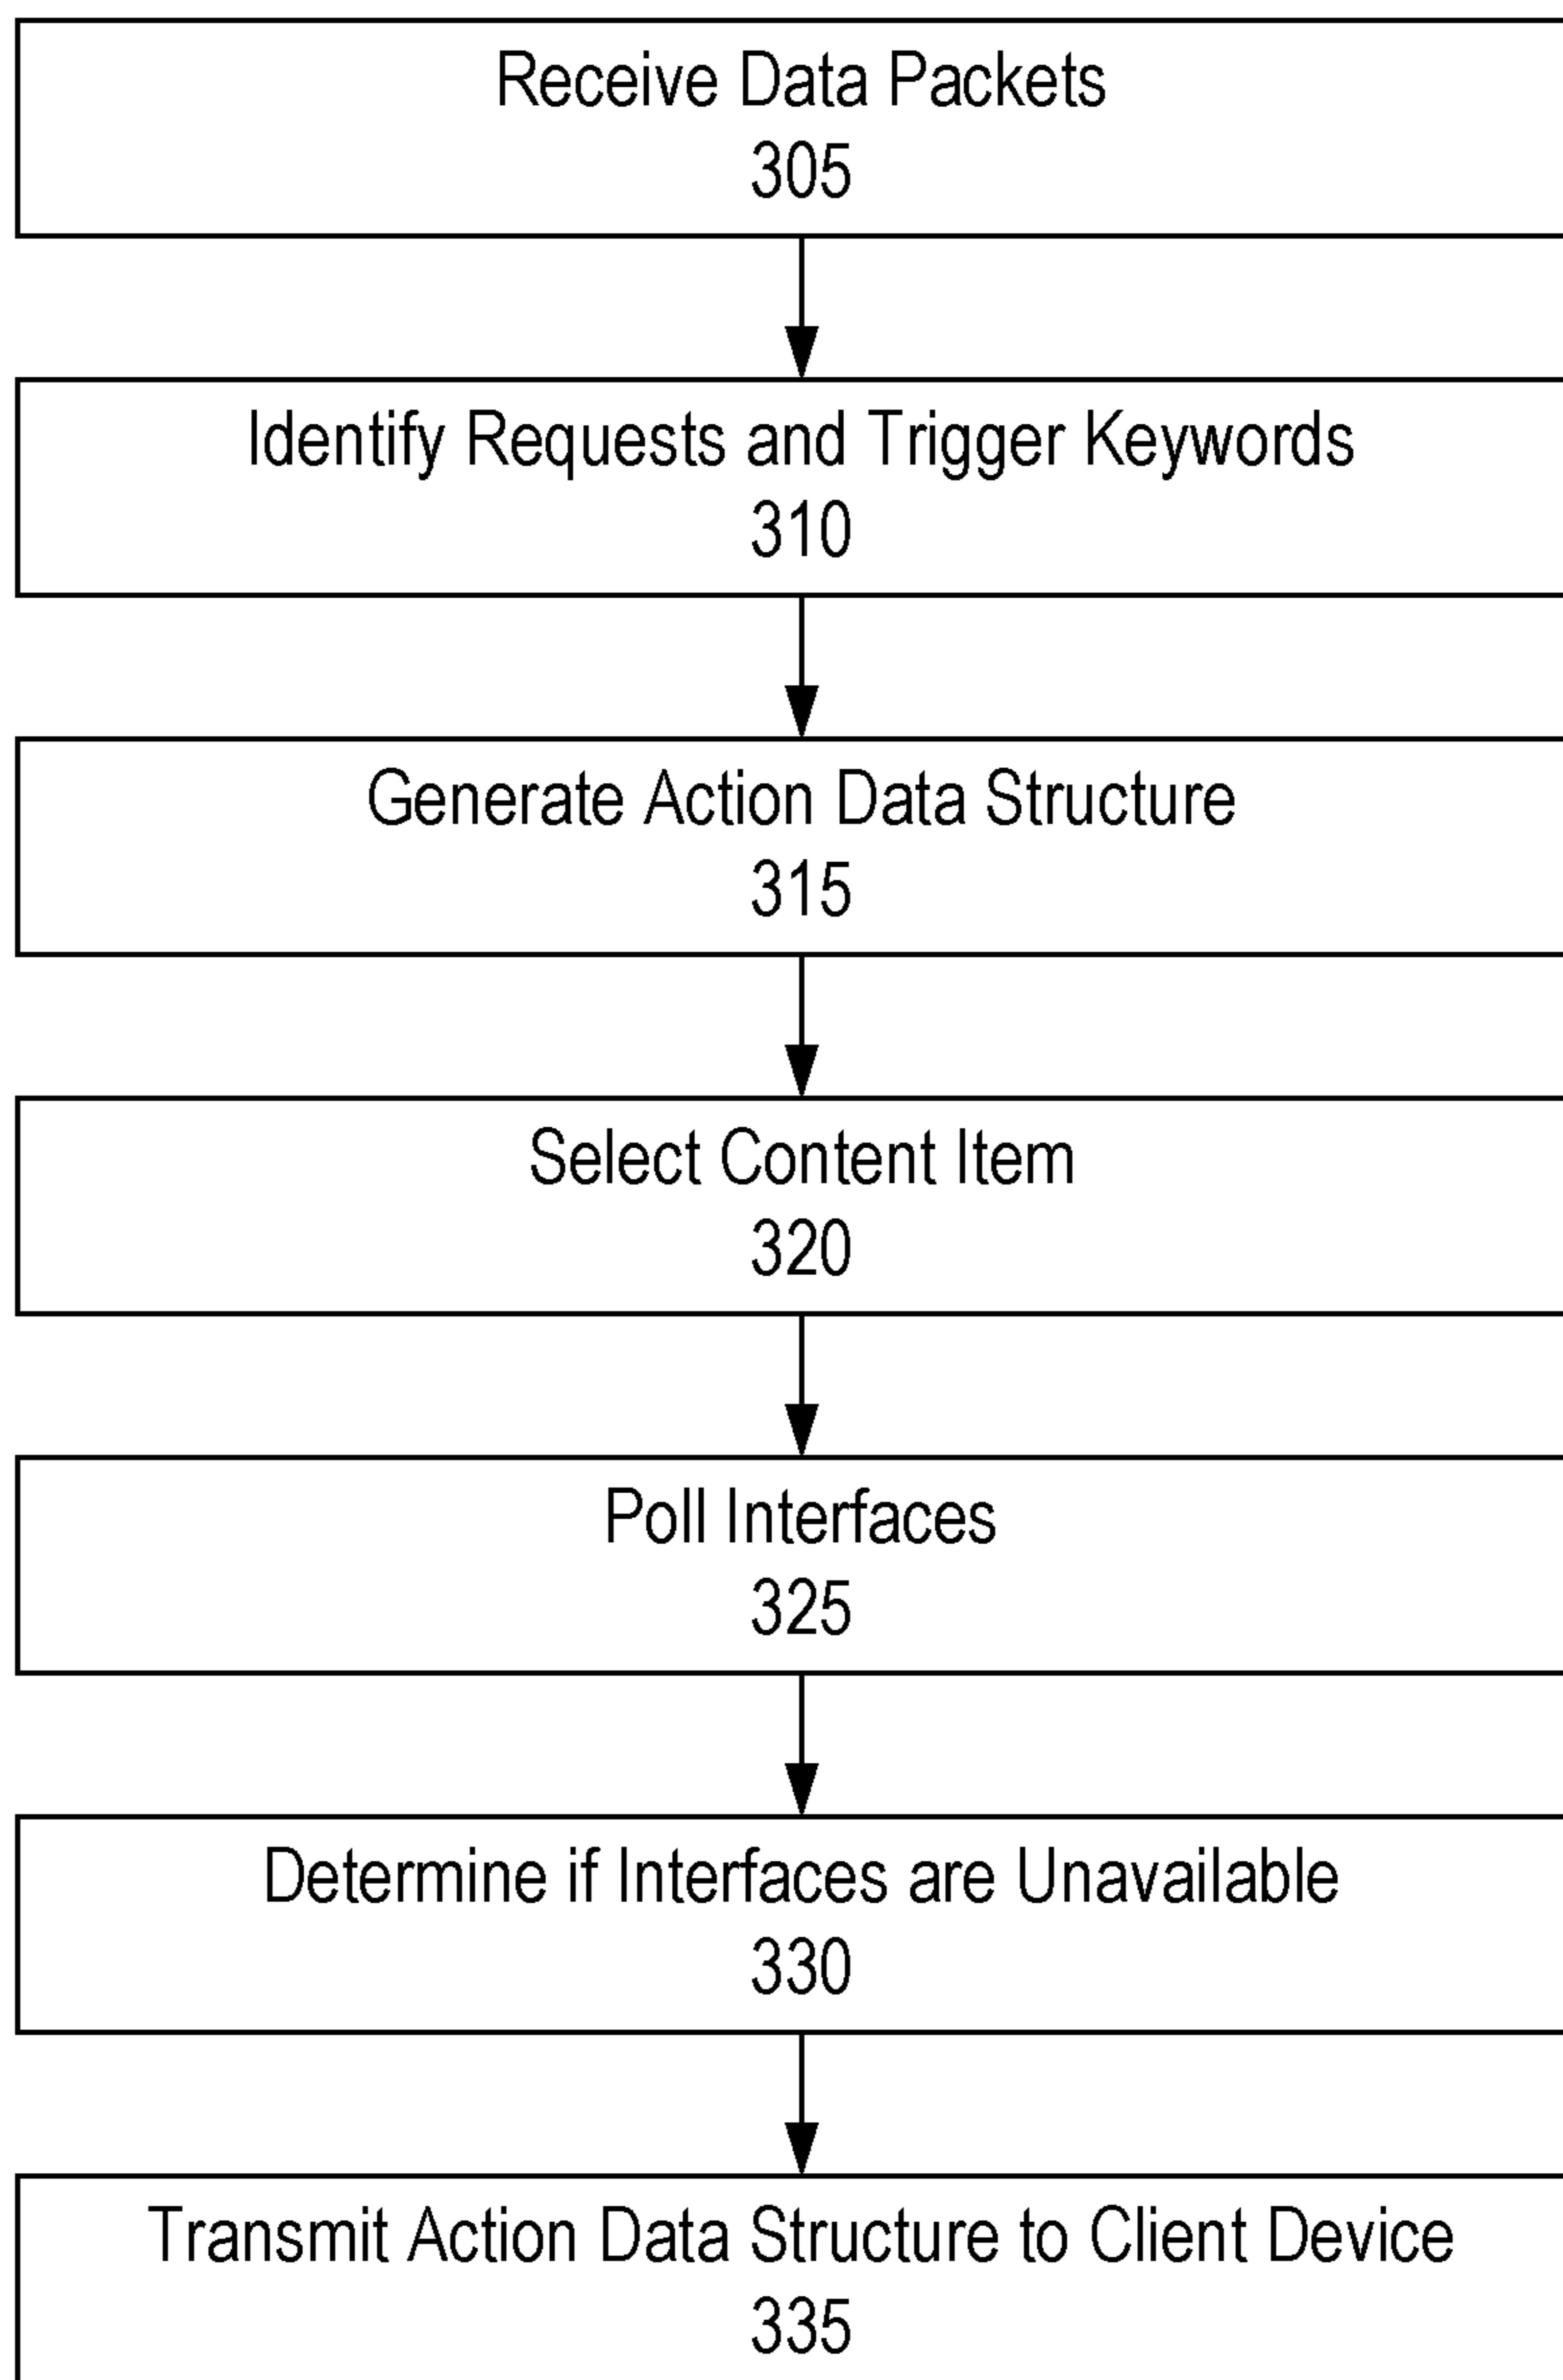 Receive Data Packets
305
Identify Requests and Trigger Keywords
310
Generate Action Data Structure
315
Select Content Item
320
Poll Interfaces
325
Determine if Interfaces are Unavailable
330
Transmit Action Data Structure to Client Device
335